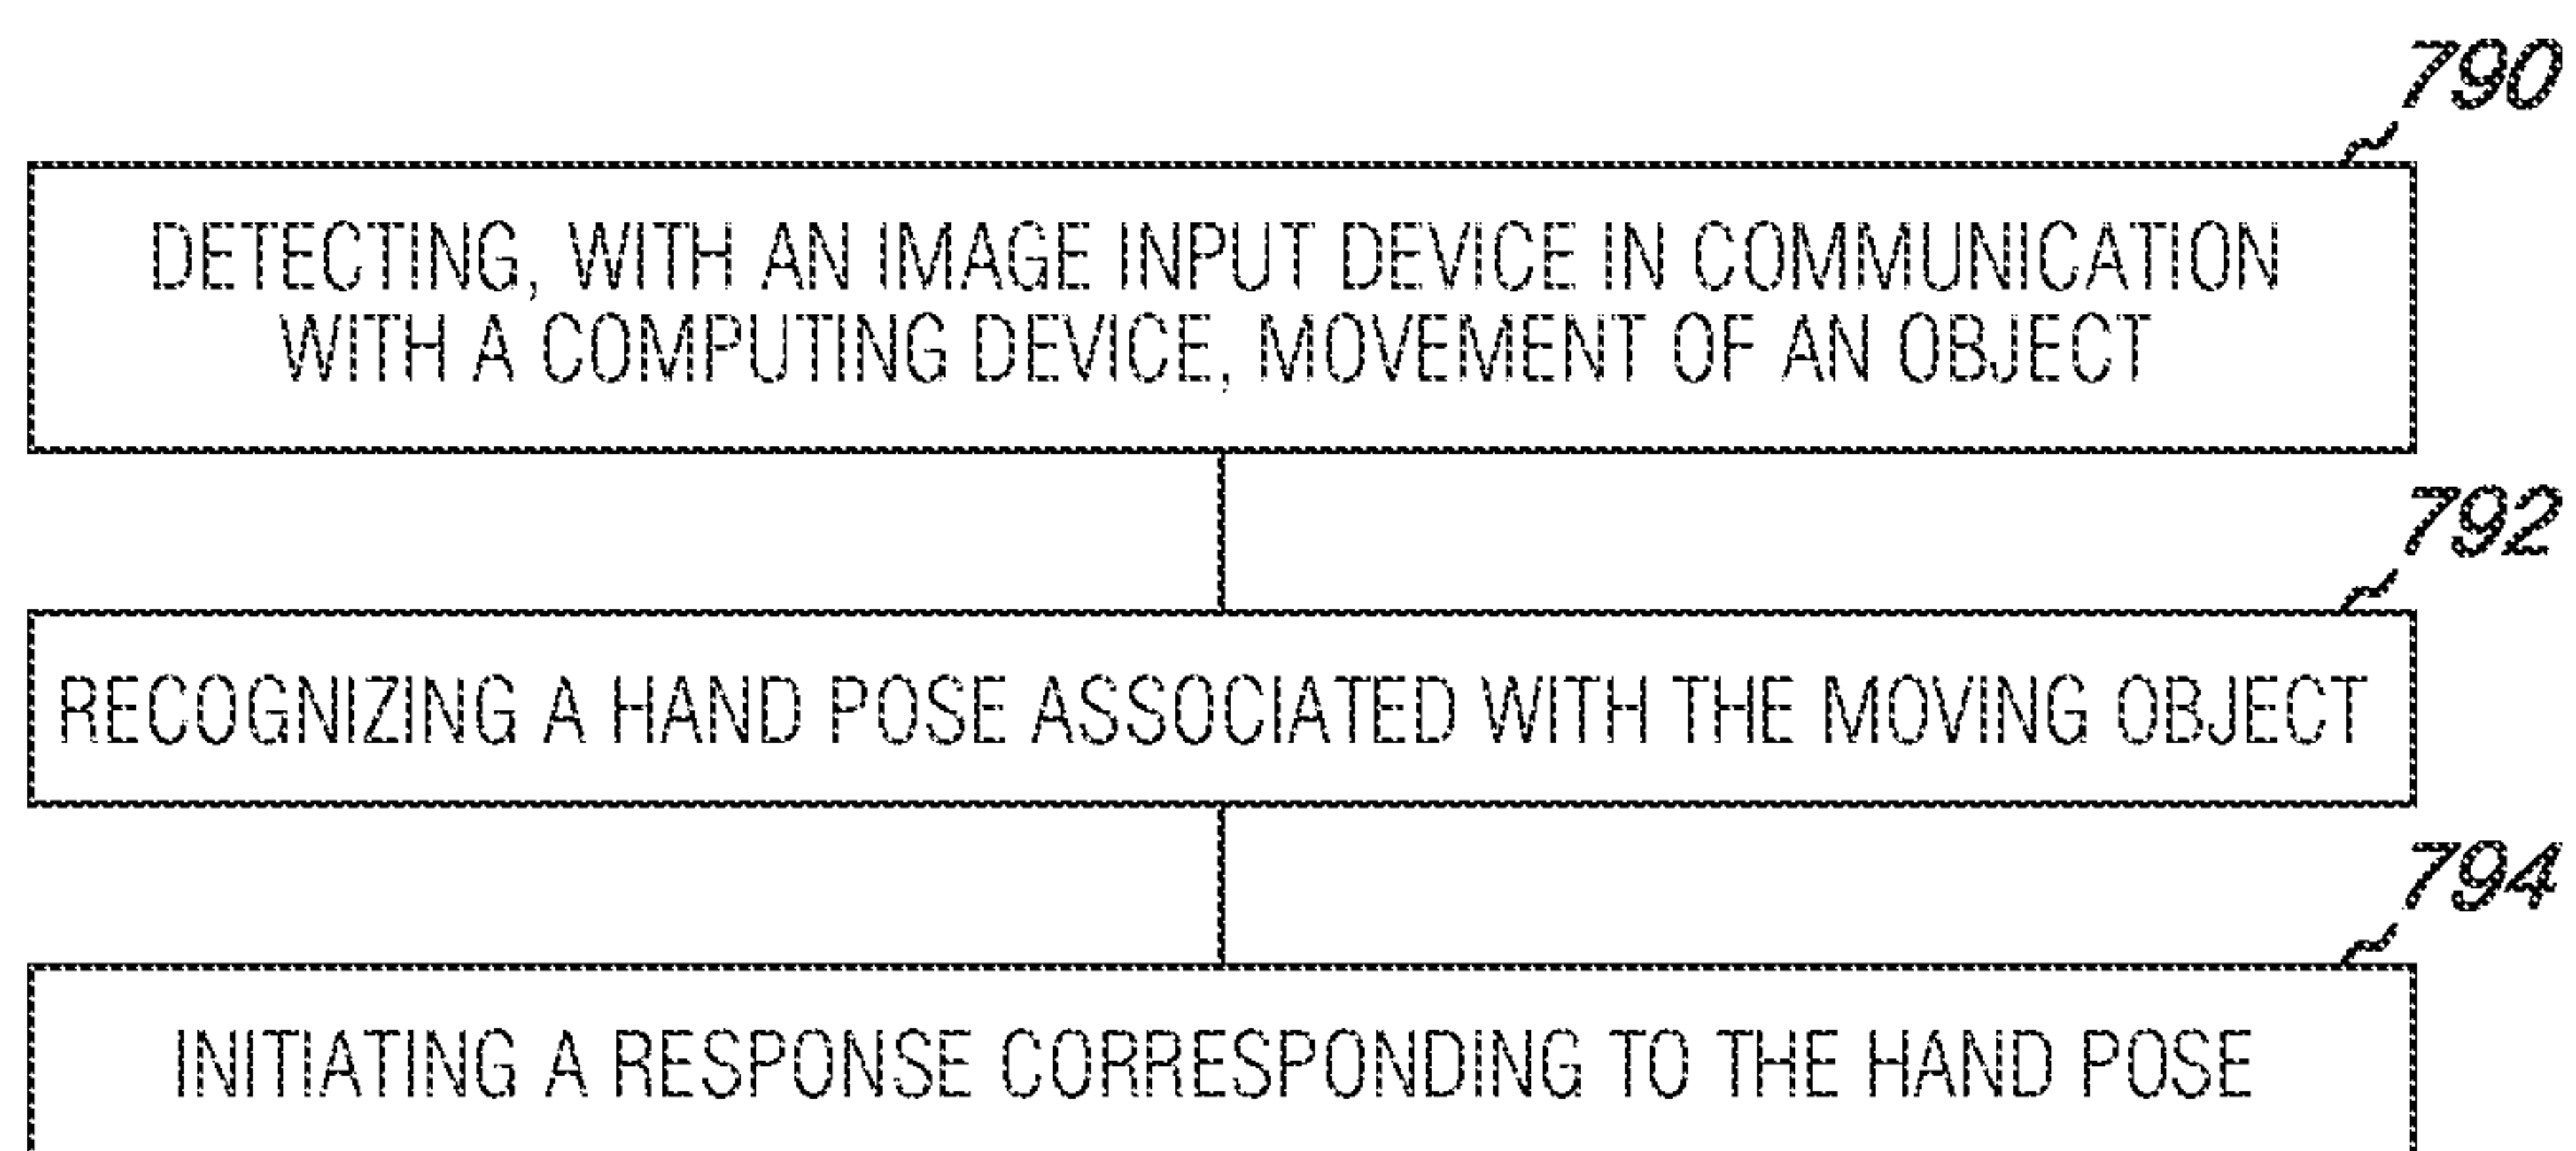 790
DETECTING, WITH AN IMAGE INPUT DEVICE IN COMMUNICATION
WITH A COMPUTING DEVICE, MOVEMENT OF AN OBJECT
792
RECOGNIZING A HAND POSE ASSOCIATED WITH THE MOVING OBJECT
794
INITIATING A RESPONSE CORRESPONDING TO THE HAND POSE